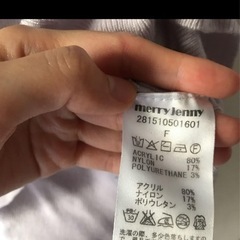 merry jenny
281510501601
F
ACRYLIC 80%
NYLON 17%
POLYURETHANE 3%
アクリル 80%
ナイロン 17%
ポリウレタン 3%